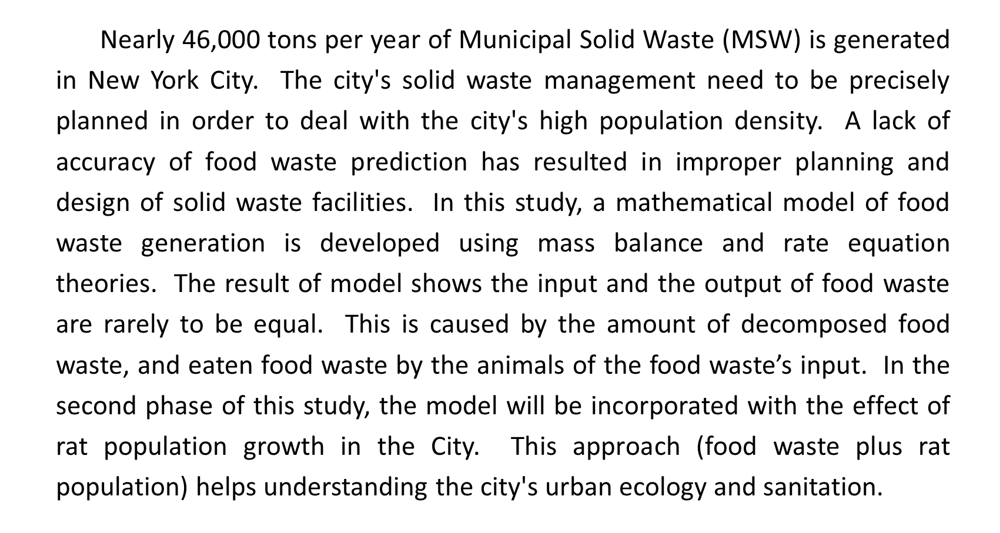 Nearly 46,000 tons per year of Municipal Solid Waste (MSW) is generated
in New York City.  The city's solid waste management need to be precisely
planned in order to deal with the city's high population density.  A lack of
accuracy of food waste prediction has resulted in improper planning and
design of solid waste facilities.  In this study, a mathematical model of food
waste generation is developed using mass balance and rate equation
theories.  The result of model shows the input and the output of food waste
are rarely to be equal.  This is caused by the amount of decomposed food
waste, and eaten food waste by the animals of the food waste’s input.  In the
second phase of this study, the model will be incorporated with the effect of
rat population growth in the City.  This approach (food waste plus rat
population) helps understanding the city's urban ecology and sanitation.